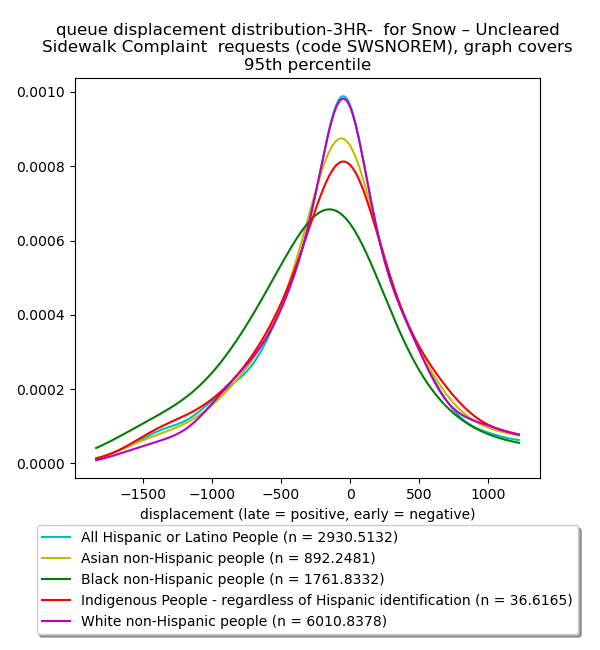 queue displacement distribution-3HR-  for Snow – Uncleared
Sidewalk Complaint  requests (code SWSNOREM), graph covers
95th percentile
0.0010
0.0008
0.0006
0.0004
0.0002
0.0000
−1500 −1000 −500 0 500 1000
displacement (late = positive, early = negative)
All Hispanic or Latino People (n = 2930.5132)
Asian non-Hispanic people (n = 892.2481)
Black non-Hispanic people (n = 1761.8332)
Indigenous People - regardless of Hispanic identification (n = 36.6165)
White non-Hispanic people (n = 6010.8378)